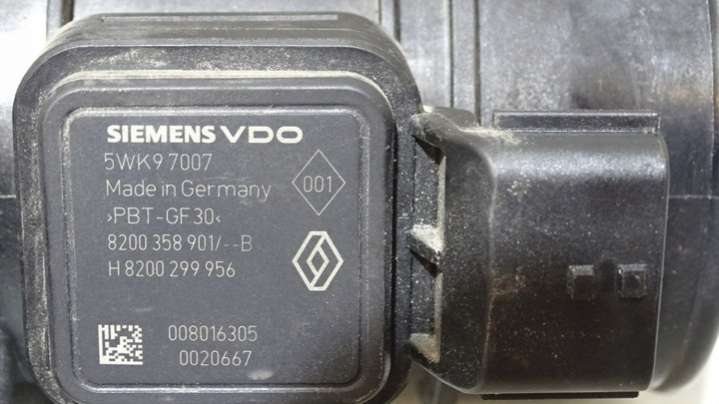 SIEMENS VDO
5WK9 7007
Made in Germany
001
>PBT-GF30<
8200 358 901/--B
H 8200 299 956
008016305
0020667